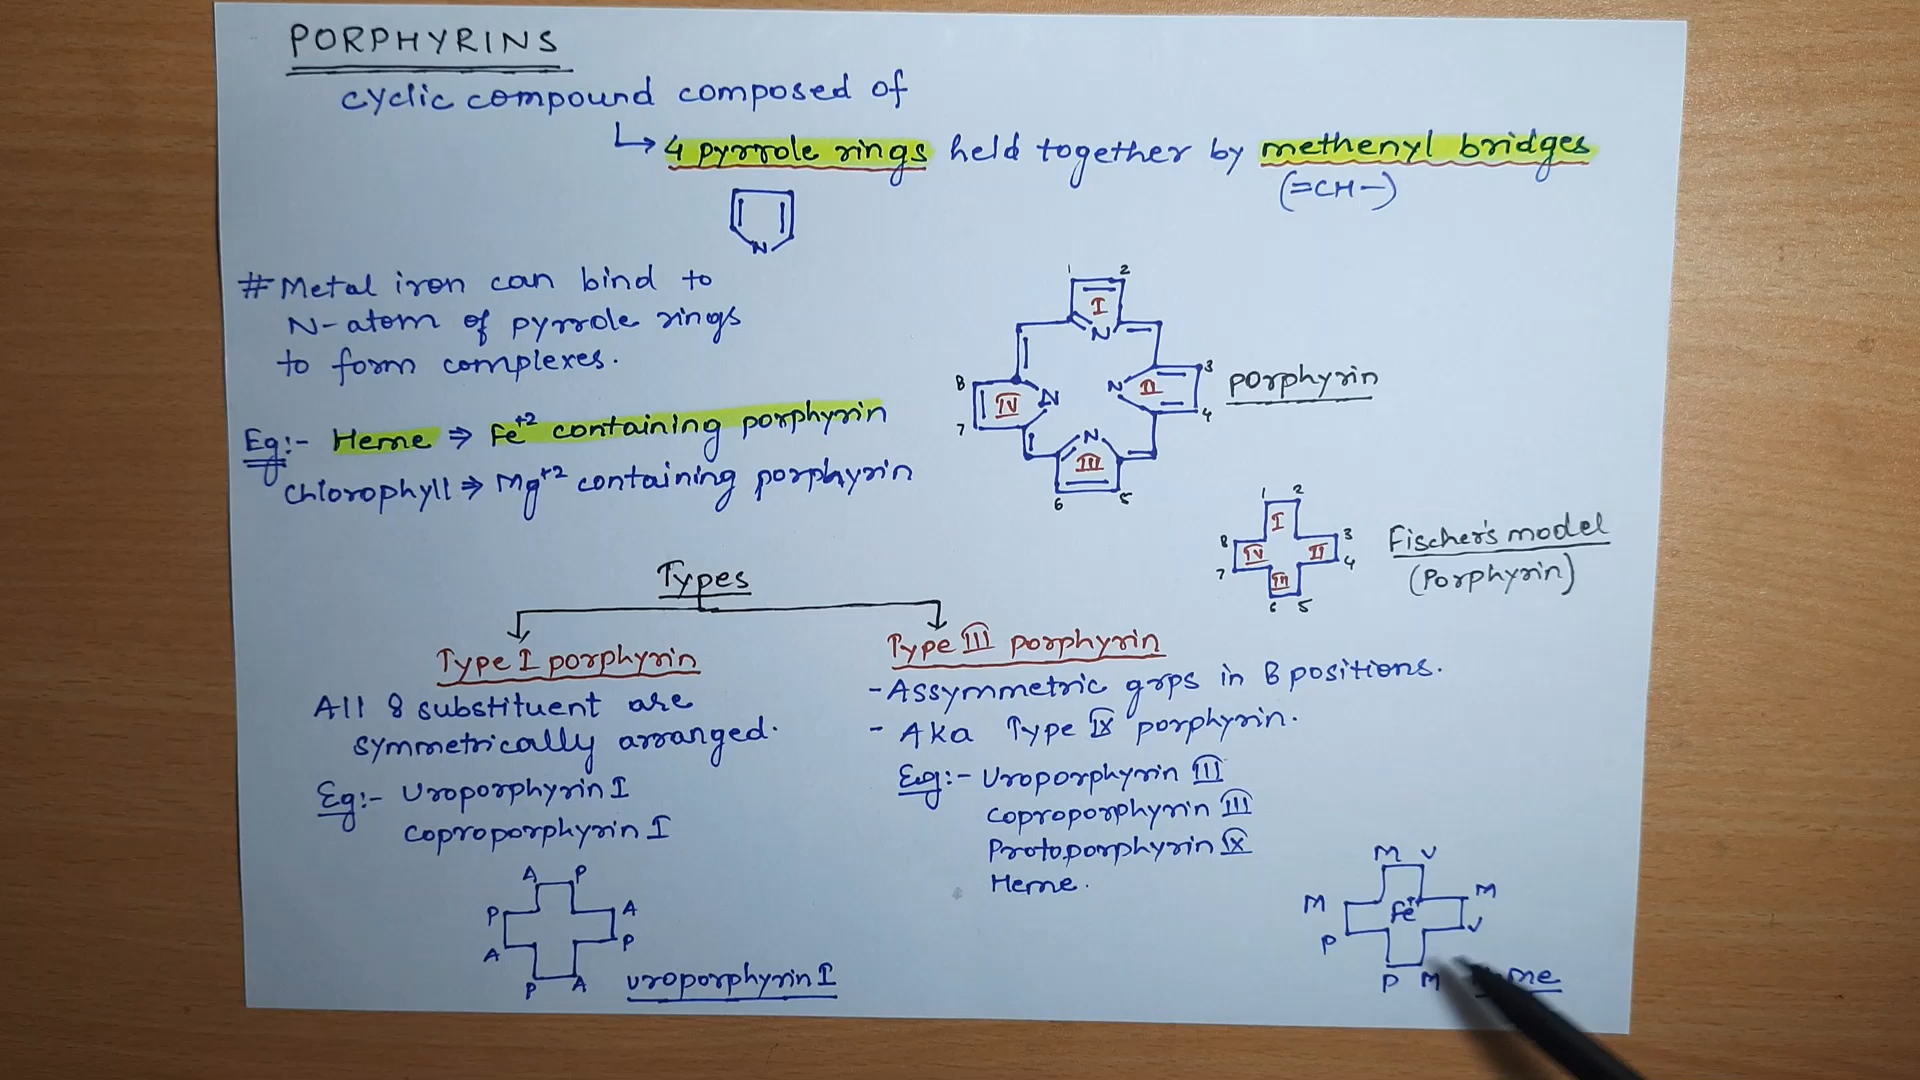 PORPHYRINS
cyclic compound composed of
↳ 4 pyrrole rings held together by methenyl bridges
(=CH-)
N
# Metal iron can bind to
N-atom of pyrrole rings
to form complexes.
Eg:- Heme ⇒ Fe+2 containing porphyrin
Chlorophyll ⇒ Mg+2 containing porphyrin
1 2
I
N
8 3
IV N N II
7 4
N
III
6 5
porphyrin
1 2
I
8 3
IV II
7 4
III
6 5
Fischer's model
(Porphyrin)
Types
Type I porphyrin
All 8 substituent are
symmetrically arranged.
Eg:- Uroporphyrin I
Coproporphyrin I
A P
P A
A P
P A
uroporphyrin I
Type III porphyrin
- Assymmetric grps in 8 positions.
- Aka Type IX porphyrin.
Eg:- Uroporphyrin III
Coproporphyrin III
Protoporphyrin IX
Heme.
M V
M M
Fe+
P V
P M